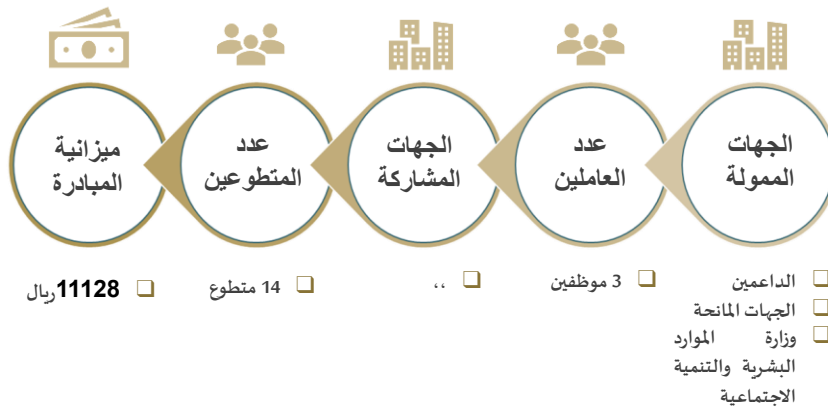 الجهات
الممولة
عدد
العاملين
الجهات
المشاركة
عدد
المتطوعين
ميزانية
المبادرة
الداعمين
الجهات المانحة
وزارة الموارد
البشرية والتنمية
الاجتماعية
3 موظفين
،،
14 متطوع
11128ريال